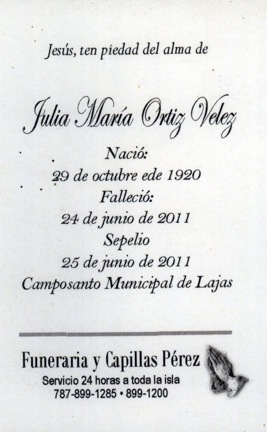 Jesús, ten piedad del alma de
Julia María Ortiz Velez
Nació:
29 de octubre ede 1920
Falleció:
24 de junio de 2011
Sepelio
25 de junio de 2011
Camposanto Municipal de Lajas
Funeraria y Capillas Pérez
Servicio 24 horas a toda la isla
787-899-1285 • 899-1200